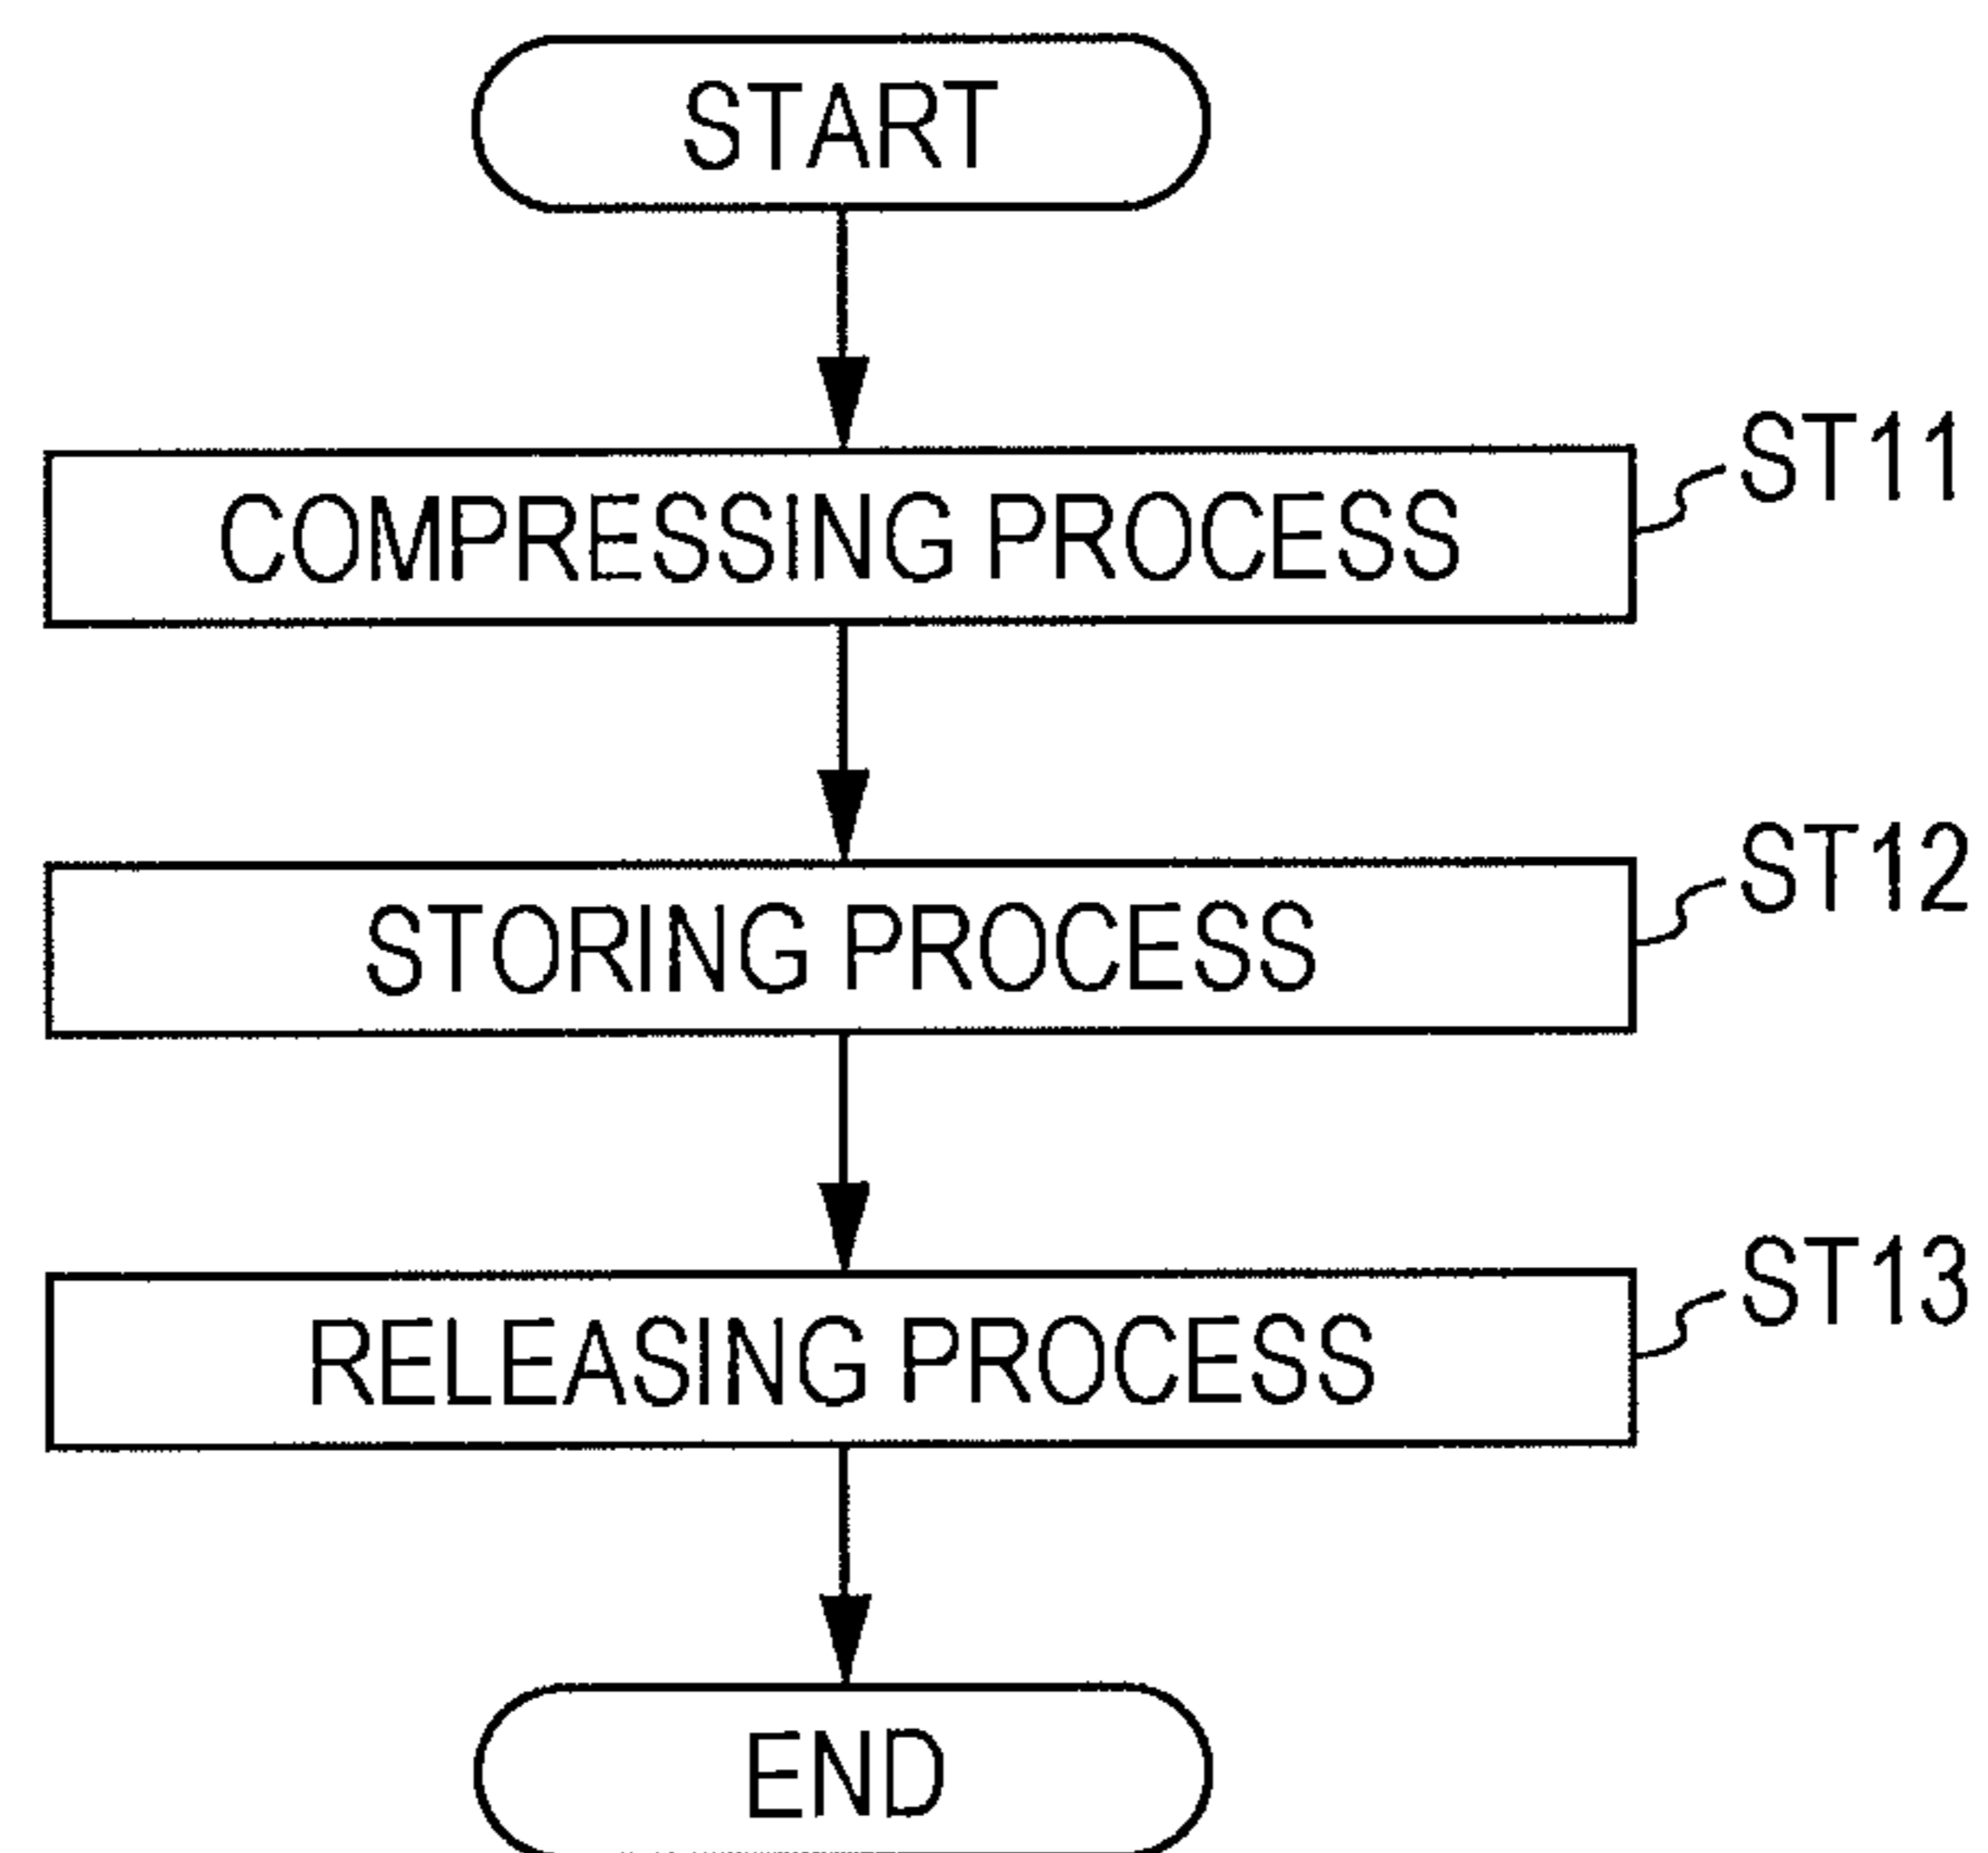 START
COMPRESSING PROCESS
ST11
STORING PROCESS
ST12
RELEASING PROCESS
ST13
END